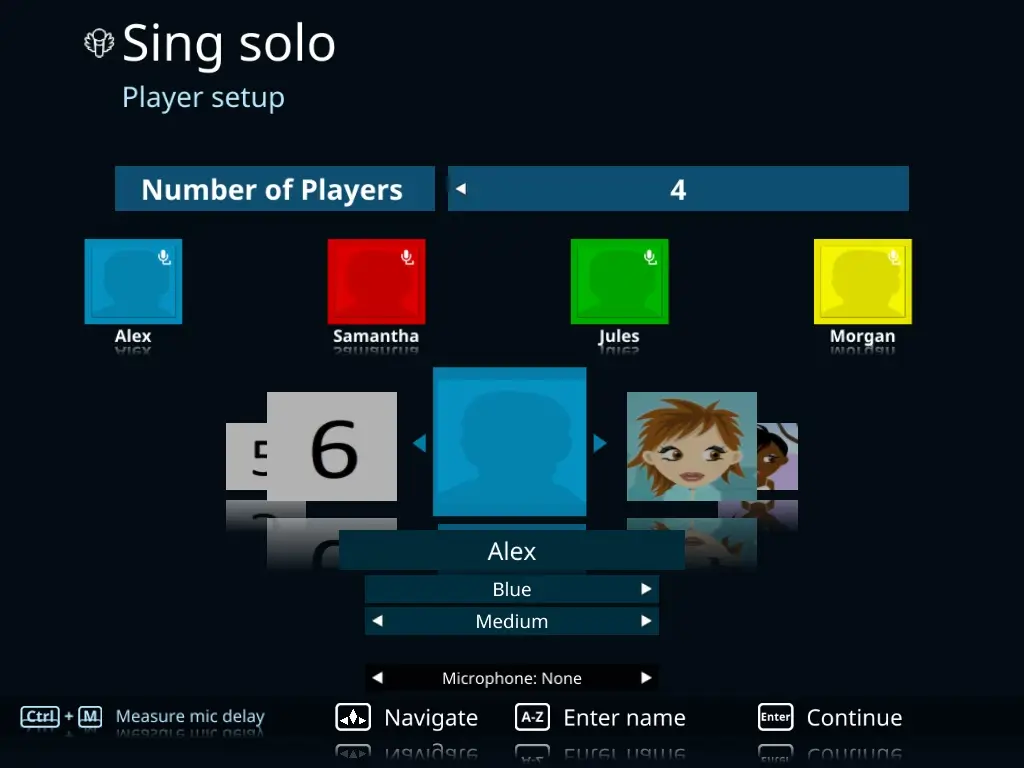 Sing solo
Player setup
Number of Players
4
Alex
Samantha
Jules
Morgan
5
6
Alex
Blue
Medium
Microphone: None
Ctrl + M Measure mic delay
Navigate
A-Z Enter name
Enter Continue